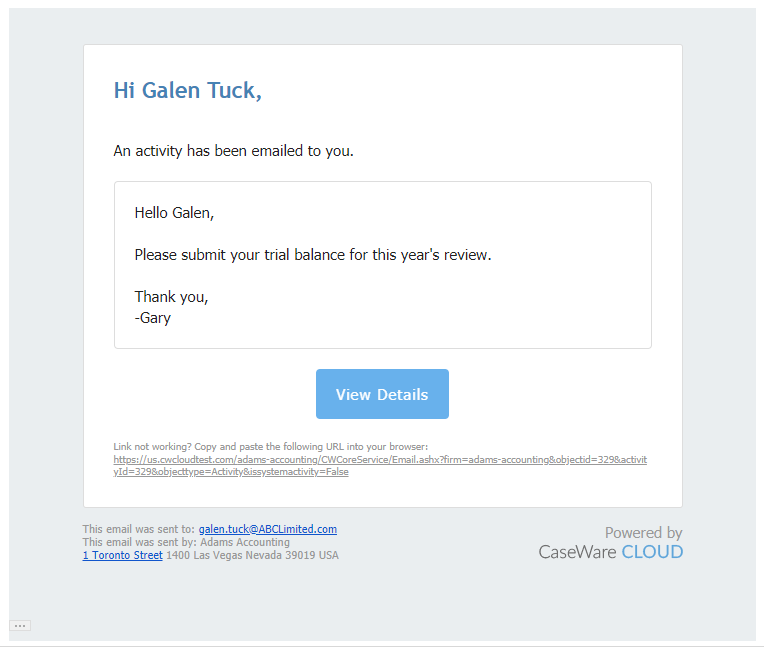 Hi Galen Tuck,
An activity has been emailed to you.
Hello Galen,
Please submit your trial balance for this year's review.
Thank you,
-Gary
View Details
Link not working? Copy and paste the following URL into your browser:
https://us.cwcloudtest.com/adams-accounting/CWCoreService/Email.ashx?firm=adams-accounting&objectid=329&activit
yId=329&objecttype=Activity&issystemactivity=False
This email was sent to: galen.tuck@ABCLimited.com
This email was sent by: Adams Accounting
1 Toronto Street 1400 Las Vegas Nevada 39019 USA
Powered by
CaseWare CLOUD